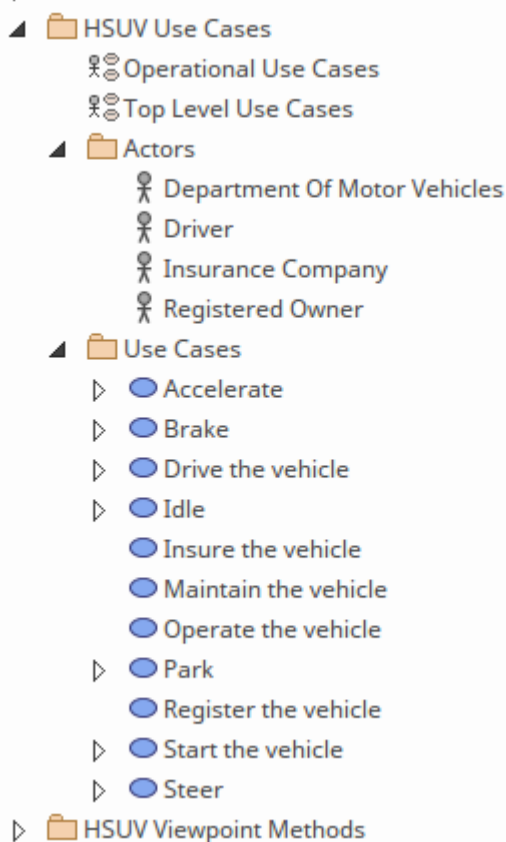 HSUV Use Cases
Operational Use Cases
Top Level Use Cases
Actors
Department Of Motor Vehicles
Driver
Insurance Company
Registered Owner
Use Cases
Accelerate
Brake
Drive the vehicle
Idle
Insure the vehicle
Maintain the vehicle
Operate the vehicle
Park
Register the vehicle
Start the vehicle
Steer
HSUV Viewpoint Methods